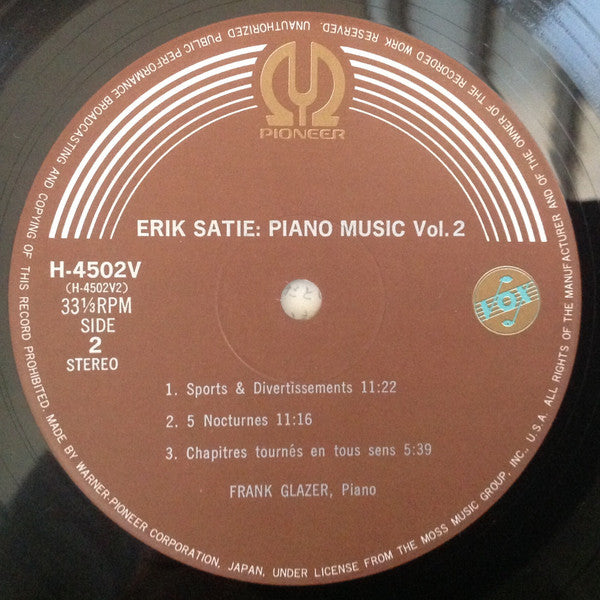 PIONEER
ERIK SATIE: PIANO MUSIC Vol. 2
H-4502V
(H-4502V2)
33⅓RPM
SIDE
2
STEREO
VOX
1. Sports & Divertissements 11:22
2. 5 Nocturnes 11:16
3. Chapitres tournés en tous sens 5:39
FRANK GLAZER, Piano
ALL RIGHTS OF THE MANUFACTURER AND OF THE OWNER OF THE RECORDED WORK RESERVED. UNAUTHORIZED PUBLIC PERFORMANCE BROADCASTING AND COPYING OF THIS RECORD PROHIBITED. MADE BY WARNER-PIONEER CORPORATION, JAPAN, UNDER LICENSE FROM THE MOSS MUSIC GROUP, INC., U.S.A.